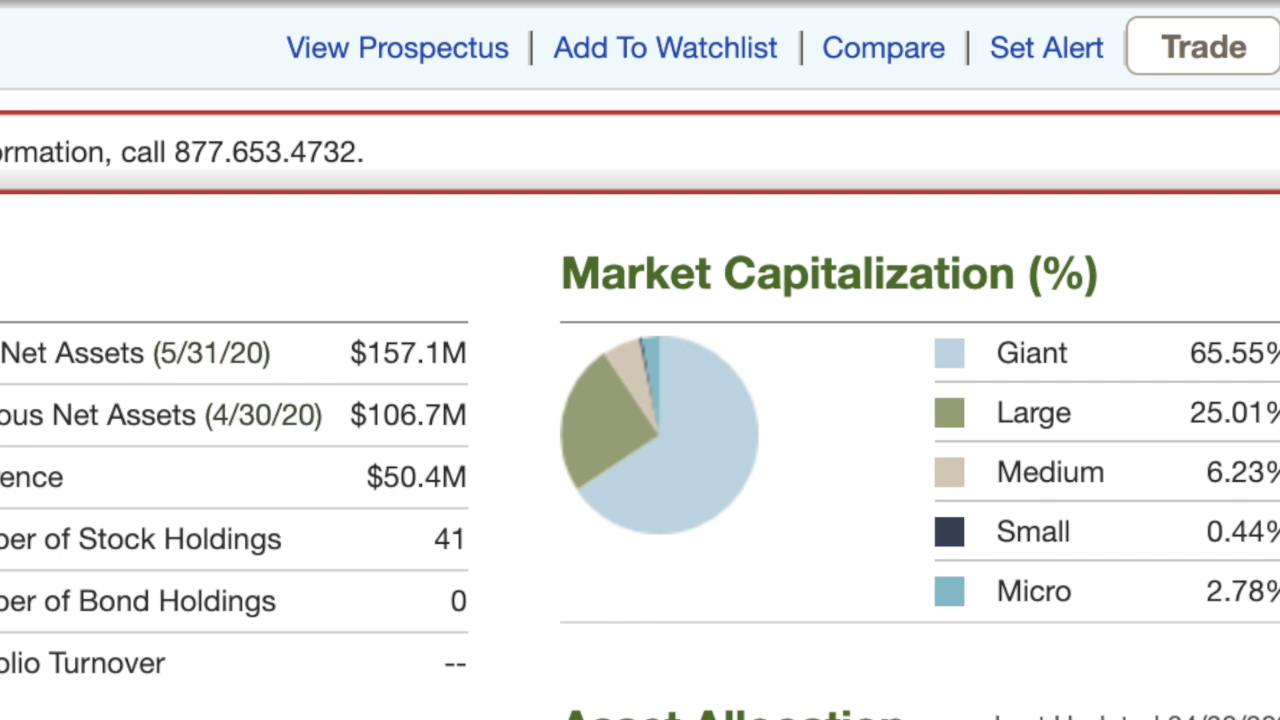 View Prospectus | Add To Watchlist | Compare | Set Alert Trade
ormation, call 877.653.4732.
Net Assets (5/31/20) $157.1M
ous Net Assets (4/30/20) $106.7M
ence $50.4M
ber of Stock Holdings 41
ber of Bond Holdings 0
olio Turnover --
Market Capitalization (%)
Giant 65.55%
Large 25.01%
Medium 6.23%
Small 0.44%
Micro 2.78%
Asset Allocation